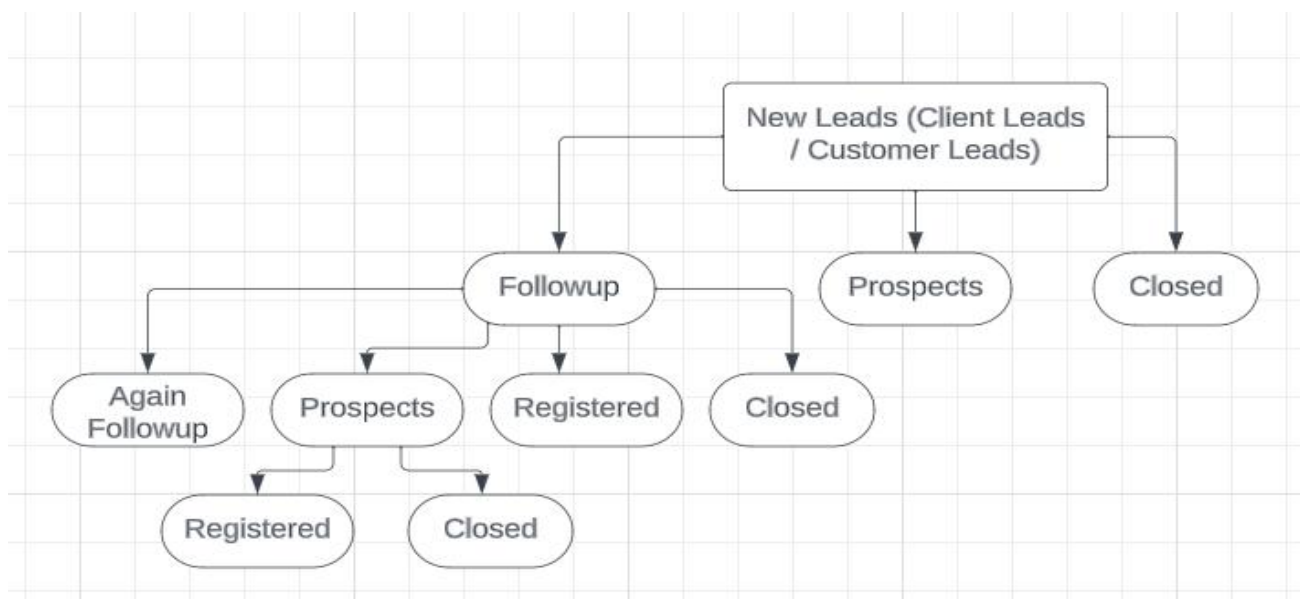 New Leads (Client Leads
/ Customer Leads)
Followup
Prospects
Closed
Again
Followup
Prospects
Registered
Closed
Registered
Closed